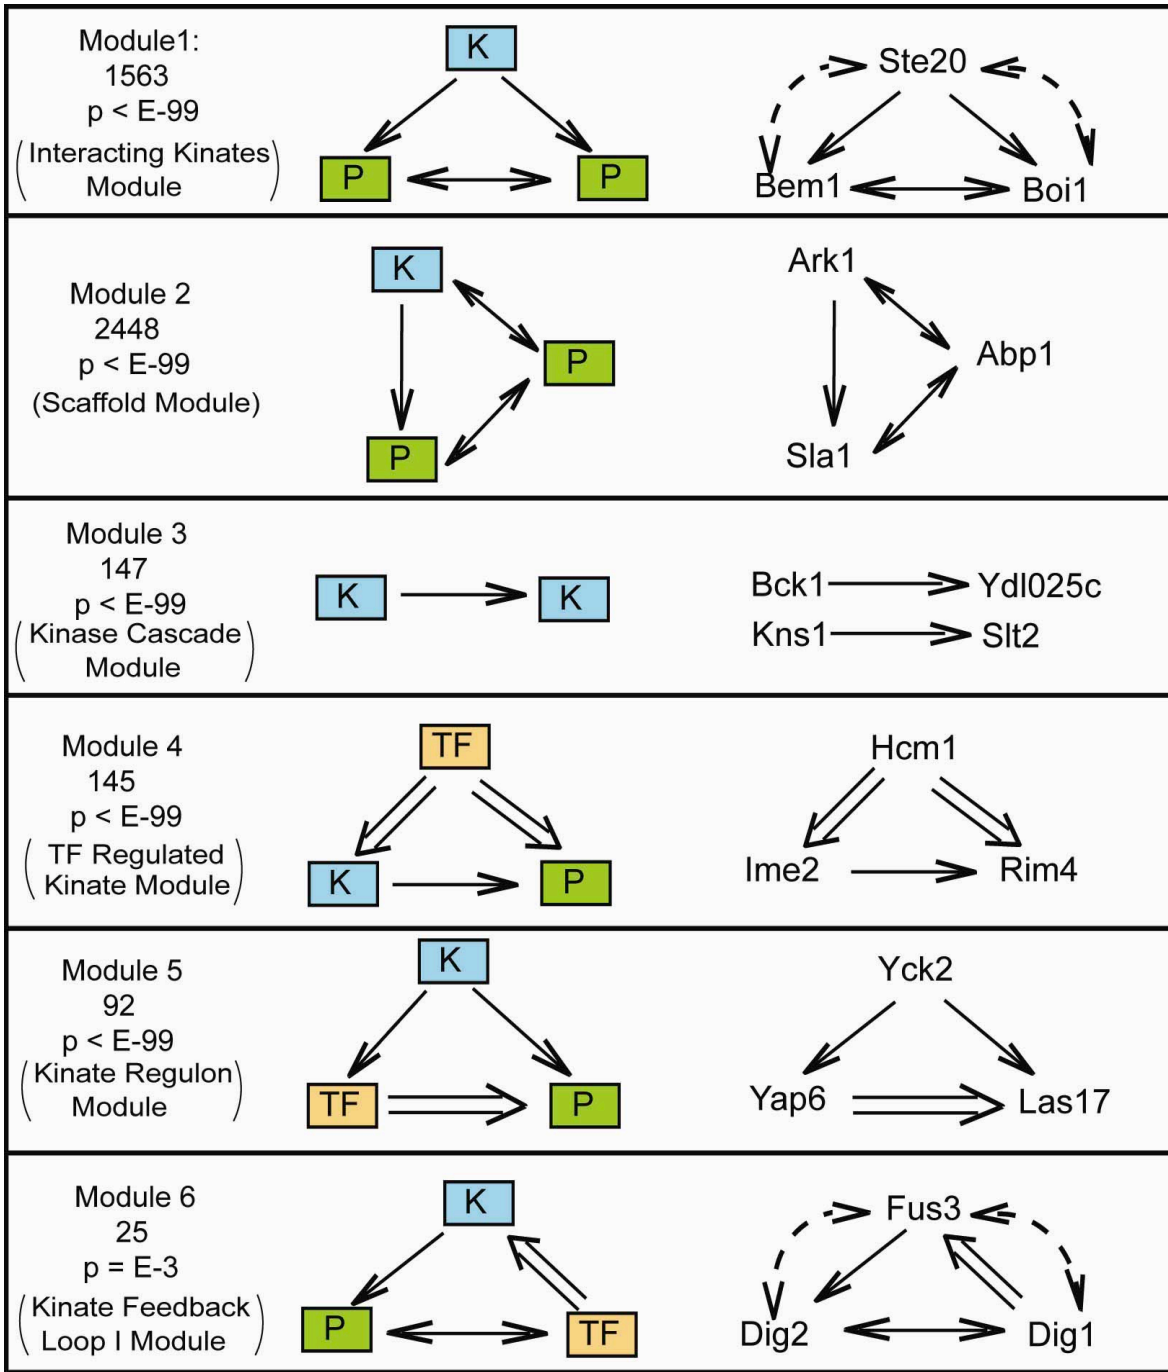 Module1:
1563
p < E-99
(Interacting Kinates
Module)
K
P
P
Ste20
Bem1
Boi1
Module 2
2448
p < E-99
(Scaffold Module)
K
P
P
Ark1
Abp1
Sla1
Module 3
147
p < E-99
(Kinase Cascade
Module)
K
K
Bck1
Ydl025c
Kns1
Slt2
Module 4
145
p < E-99
(TF Regulated
Kinate Module)
TF
K
P
Hcm1
Ime2
Rim4
Module 5
92
p < E-99
(Kinate Regulon
Module)
K
TF
P
Yck2
Yap6
Las17
Module 6
25
p = E-3
(Kinate Feedback
Loop I Module)
K
P
TF
Fus3
Dig2
Dig1